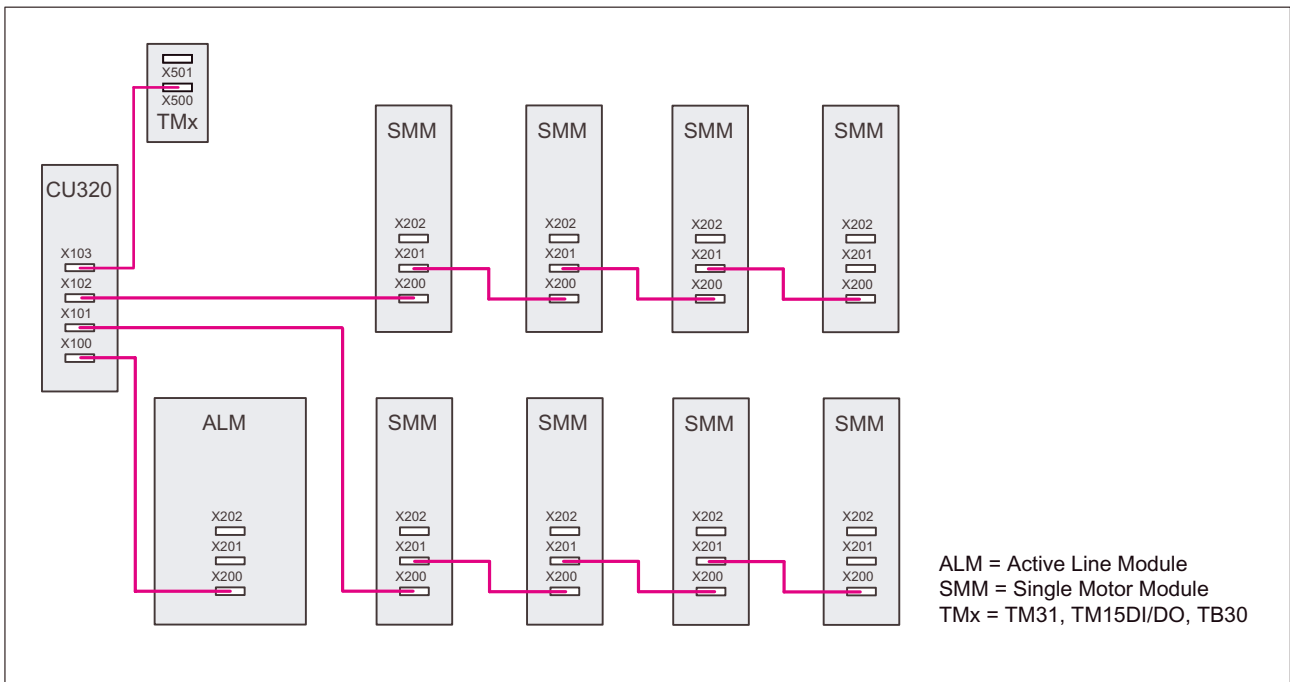 X501
X500
TMx
CU320
X103
X102
X101
X100
SMM
X202
X201
X200
SMM
X202
X201
X200
SMM
X202
X201
X200
SMM
X202
X201
X200
ALM
X202
X201
X200
SMM
X202
X201
X200
SMM
X202
X201
X200
SMM
X202
X201
X200
SMM
X202
X201
X200
ALM = Active Line Module
SMM = Single Motor Module
TMx = TM31, TM15DI/DO, TB30